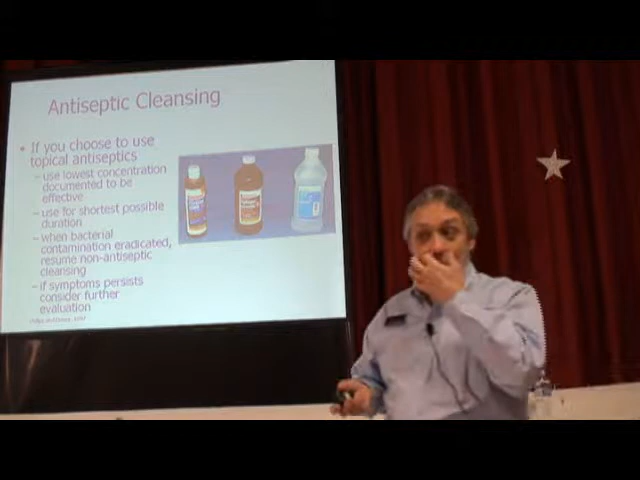 Antiseptic Cleansing
• If you choose to use
topical antiseptics
– use lowest concentration
documented to be
effective
– use for shortest possible
duration
– when bacterial
contamination eradicated,
resume non-antiseptic
cleansing
– if symptoms persists
consider further
evaluation